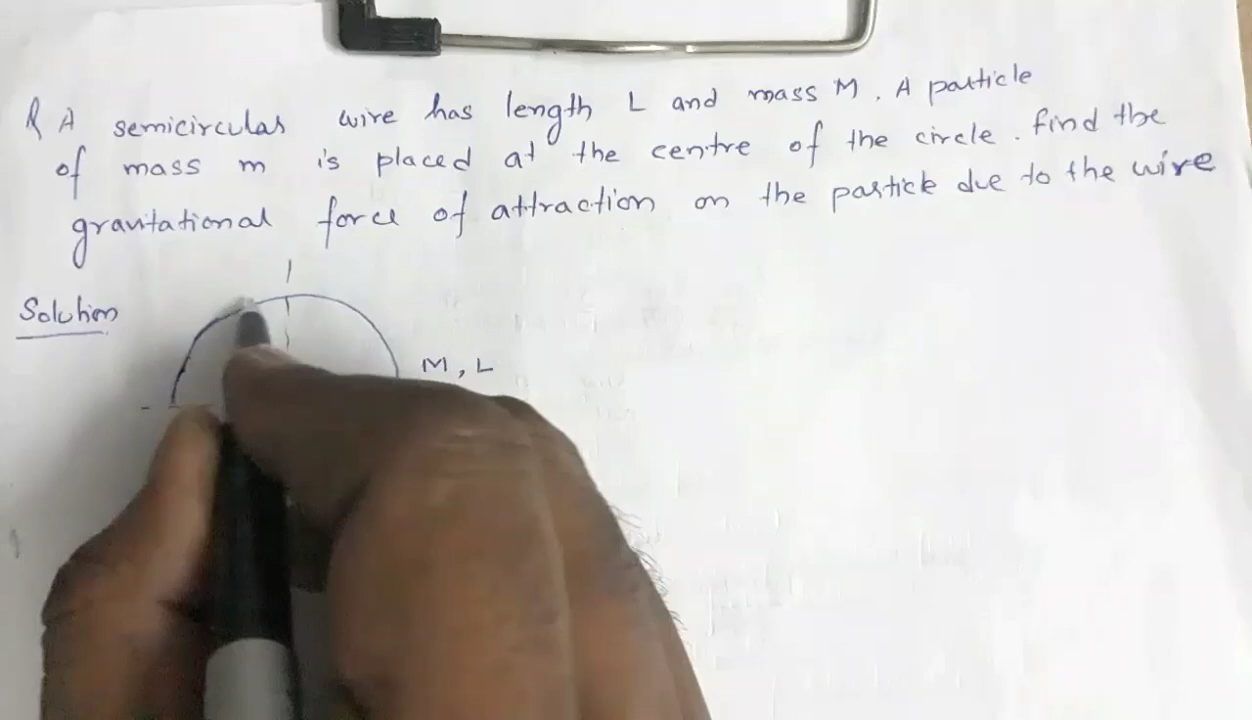 Q A semicircular wire has length L and mass M. A particle
of mass m is placed at the centre of the circle. find the
gravitational force of attraction on the particle due to the wire
Solution
M, L